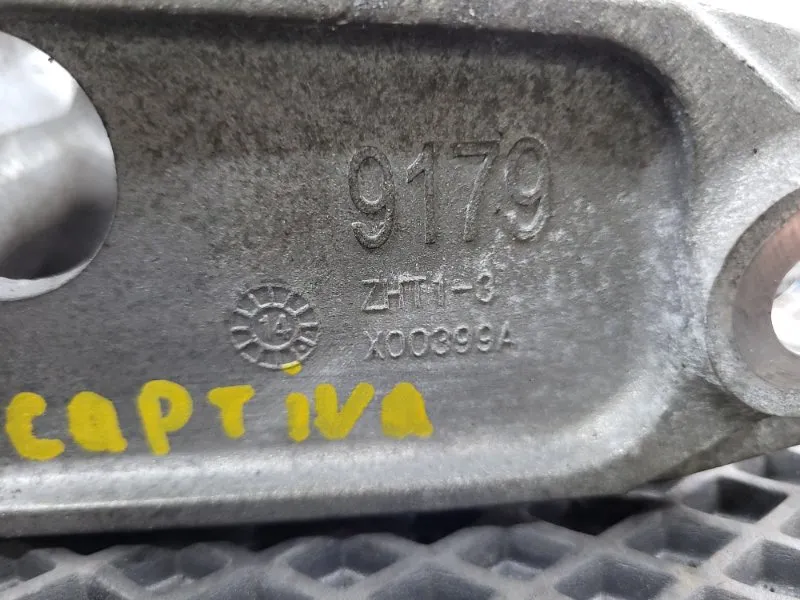 9179
ZHT1-3
14
X00399A
CAPTiVA